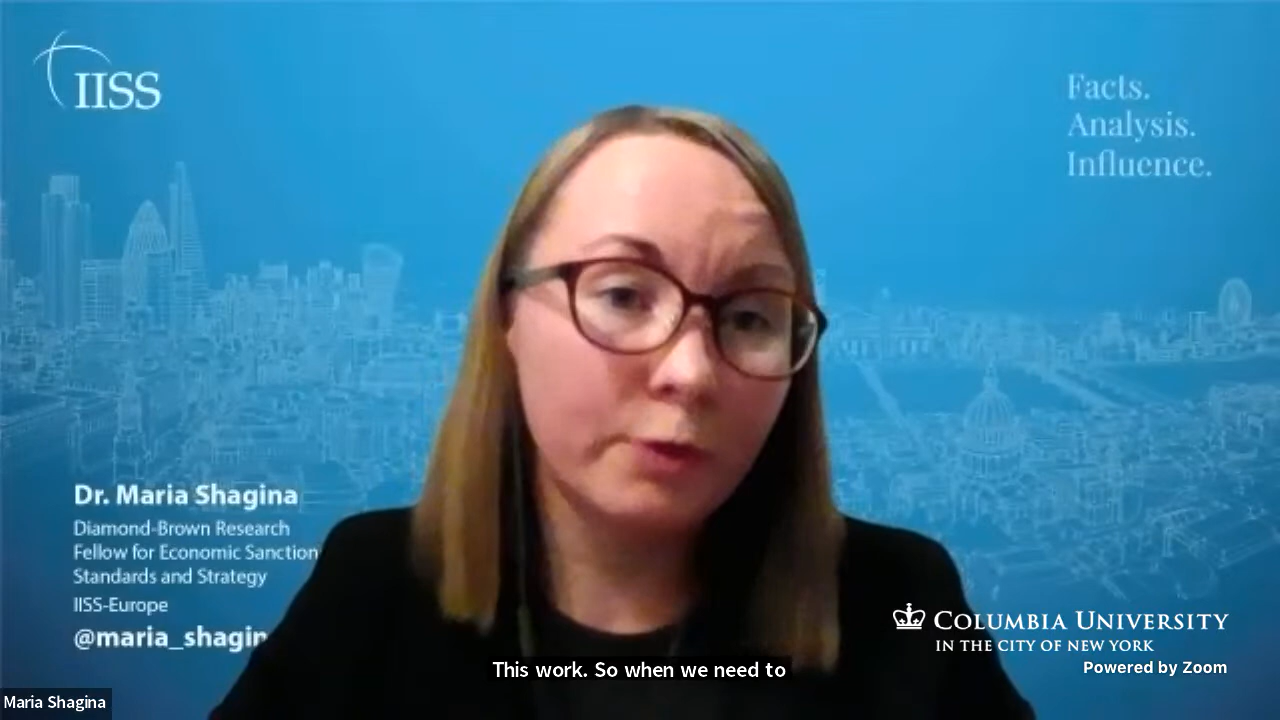 IISS
Facts.
Analysis.
Influence.
Dr. Maria Shagina
Diamond-Brown Research
Fellow for Economic Sanction
Standards and Strategy
IISS-Europe
@maria_shagin
COLUMBIA UNIVERSITY
IN THE CITY OF NEW YORK
Powered by Zoom
This work. So when we need to
Maria Shagina